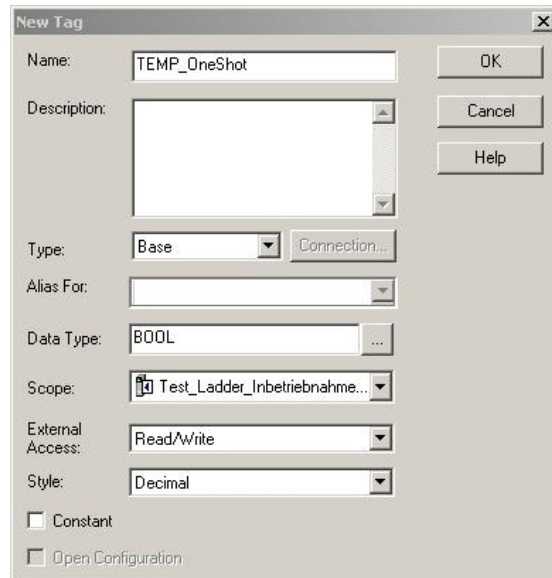 New Tag
Name: TEMP_OneShot OK
Description: Cancel
Help
Type: Base Connection...
Alias For:
Data Type: BOOL ...
Scope: Test_Ladder_Inbetriebnahme...
External
Access: Read/Write
Style: Decimal
Constant
Open Configuration